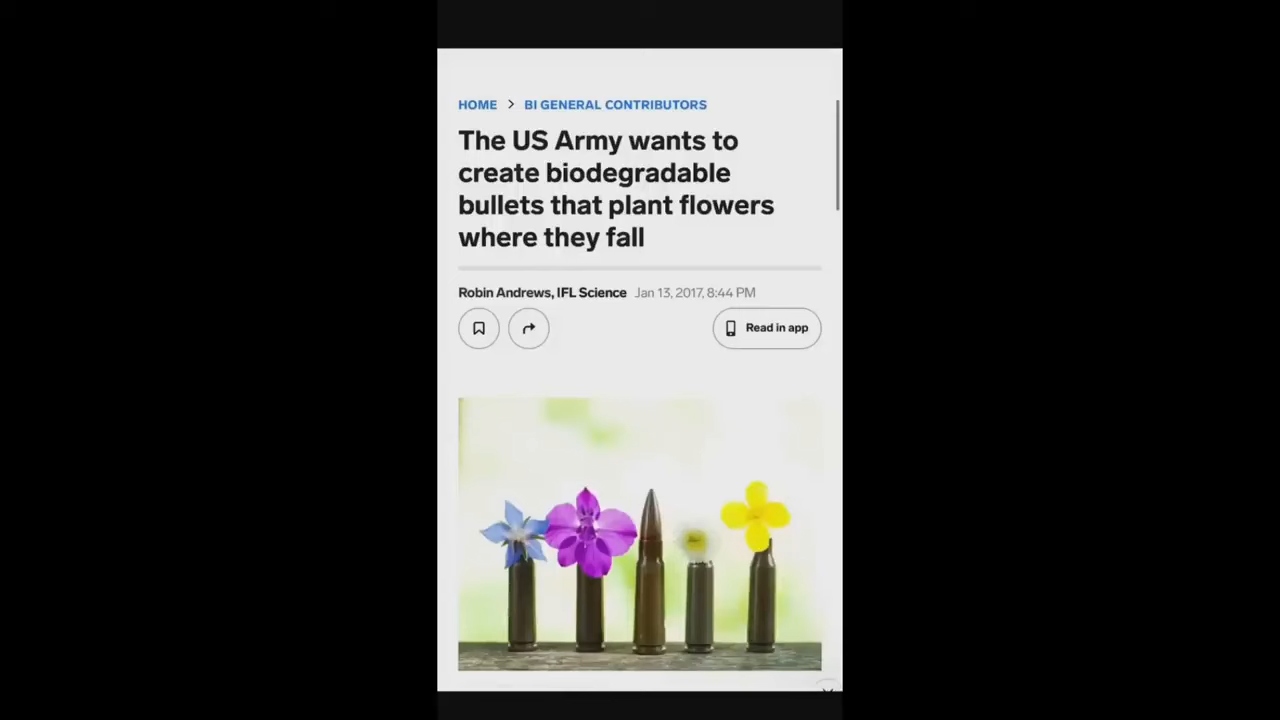 HOME > BI GENERAL CONTRIBUTORS
The US Army wants to
create biodegradable
bullets that plant flowers
where they fall
Robin Andrews, IFL Science Jan 13, 2017, 8:44 PM
Read in app